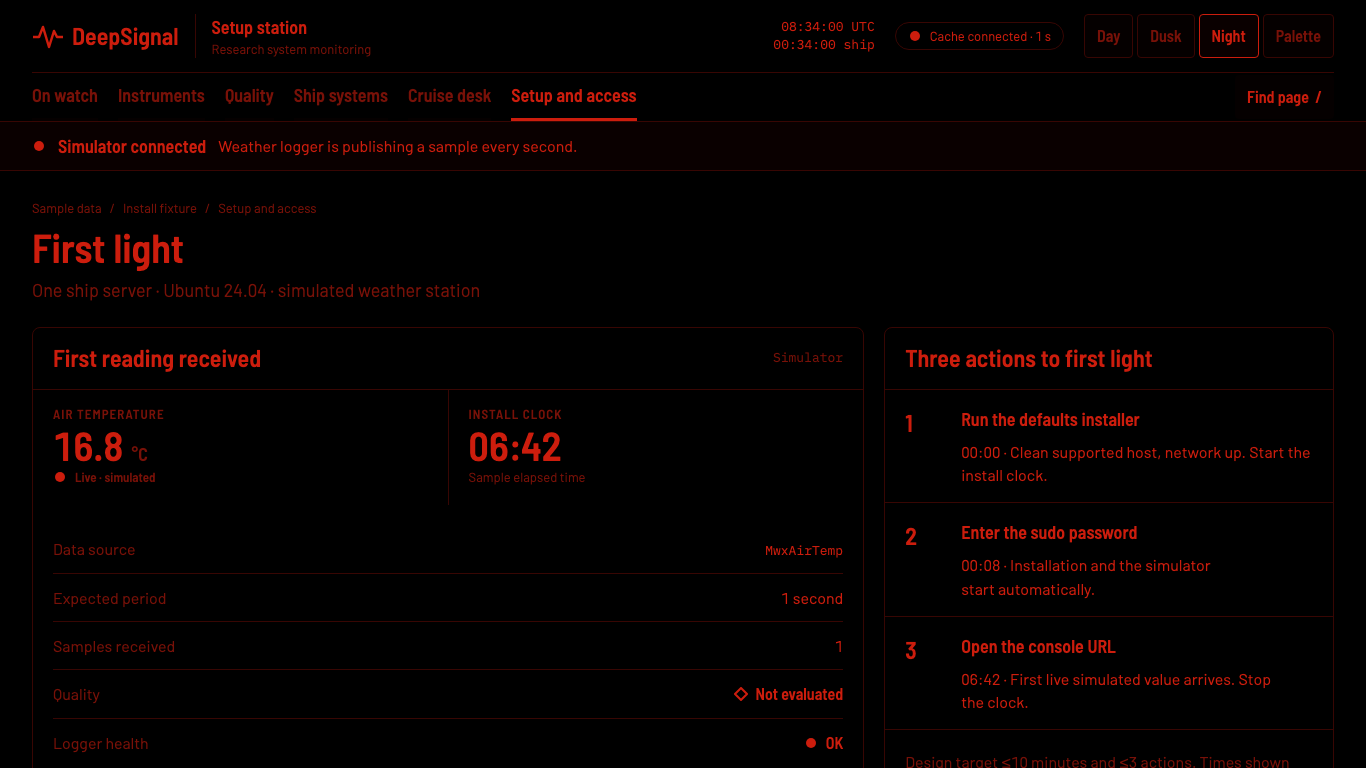 DeepSignal
Setup station
Research system monitoring
08:34:00 UTC
00:34:00 ship
Cache connected · 1 s
Day
Dusk
Night
Palette
On watch
Instruments
Quality
Ship systems
Cruise desk
Setup and access
Find page /
Simulator connected Weather logger is publishing a sample every second.
Sample data / Install fixture / Setup and access
First light
One ship server · Ubuntu 24.04 · simulated weather station
First reading received
Simulator
AIR TEMPERATURE
16.8 °C
Live · simulated
INSTALL CLOCK
06:42
Sample elapsed time
Data source
MwxAirTemp
Expected period
1 second
Samples received
1
Quality
Not evaluated
Logger health
OK
Three actions to first light
1
Run the defaults installer
00:00 · Clean supported host, network up. Start the
install clock.
2
Enter the sudo password
00:08 · Installation and the simulator
start automatically.
3
Open the console URL
06:42 · First live simulated value arrives. Stop
the clock.
Design target ≤10 minutes and ≤3 actions. Times shown